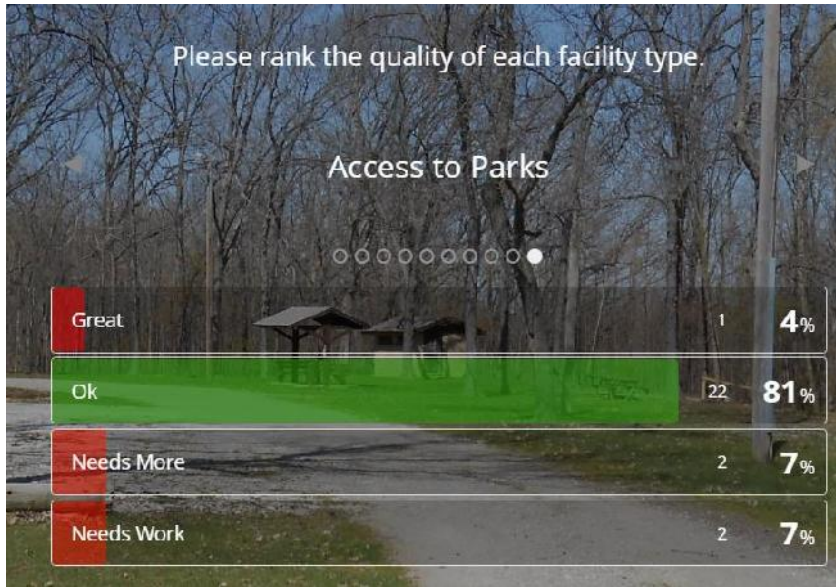 Please rank the quality of each facility type.
Access to Parks
Great 1 4%
Ok 22 81%
Needs More 2 7%
Needs Work 2 7%